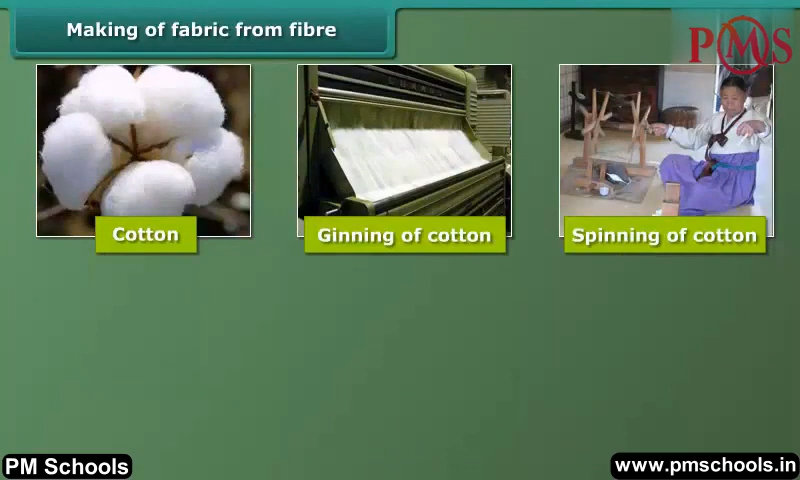 Making of fabric from fibre
PMS
Cotton
Ginning of cotton
Spinning of cotton
PM Schools
www.pmschools.in